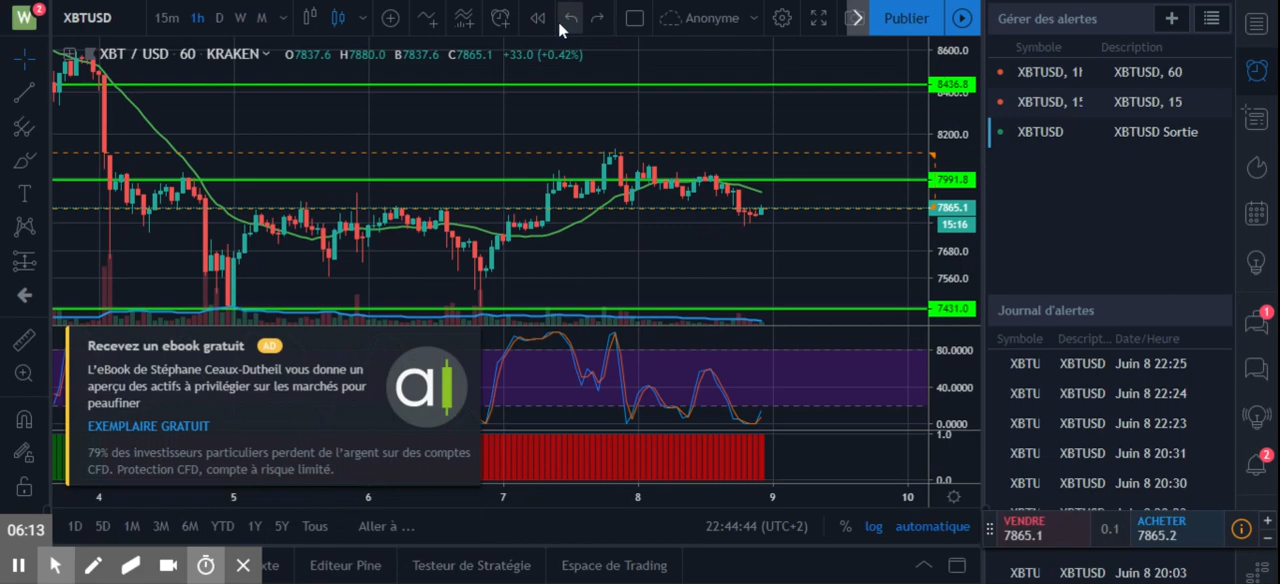 W 2
XBTUSD 15m 1h D W M Anonyme Publier
XBT / USD · 60 · KRAKEN O7837.6 H7880.0 B7837.6 C7865.1 +33.0 (+0.42%)
8600.0
8436.8
8400.0
8200.0
7991.8
7865.1
15:16
7680.0
7560.0
7431.0
80.0000
40.0000
0.0000
1.0
0.0
Recevez un ebook gratuit AD
L'eBook de Stéphane Ceaux-Dutheil vous donne un
aperçu des actifs à privilégier sur les marchés pour
peaufiner
EXEMPLAIRE GRATUIT
79% des investisseurs particuliers perdent de l'argent sur des comptes
CFD. Protection CFD, compte à risque limité.
4 5 6 7 8 9 10
1D 5D 1M 3M 6M YTD 1Y 5Y Tous Aller à ... 22:44:44 (UTC+2) % log automatique
06:13
Editeur Pine Testeur de Stratégie Espace de Trading
Gérer des alertes
Symbole Description
XBTUSD, 1h XBTUSD, 60
XBTUSD, 15 XBTUSD, 15
XBTUSD XBTUSD Sortie
Journal d'alertes
Symbole Descript... Date/Heure
XBTU XBTUSD Juin 8 22:25
XBTU XBTUSD Juin 8 22:24
XBTU XBTUSD Juin 8 22:23
XBTU XBTUSD Juin 8 20:31
XBTU XBTUSD Juin 8 20:30
VENDRE
7865.1
0.1
ACHETER
7865.2
XBTU XBTUSD Juin 8 20:03
1
2